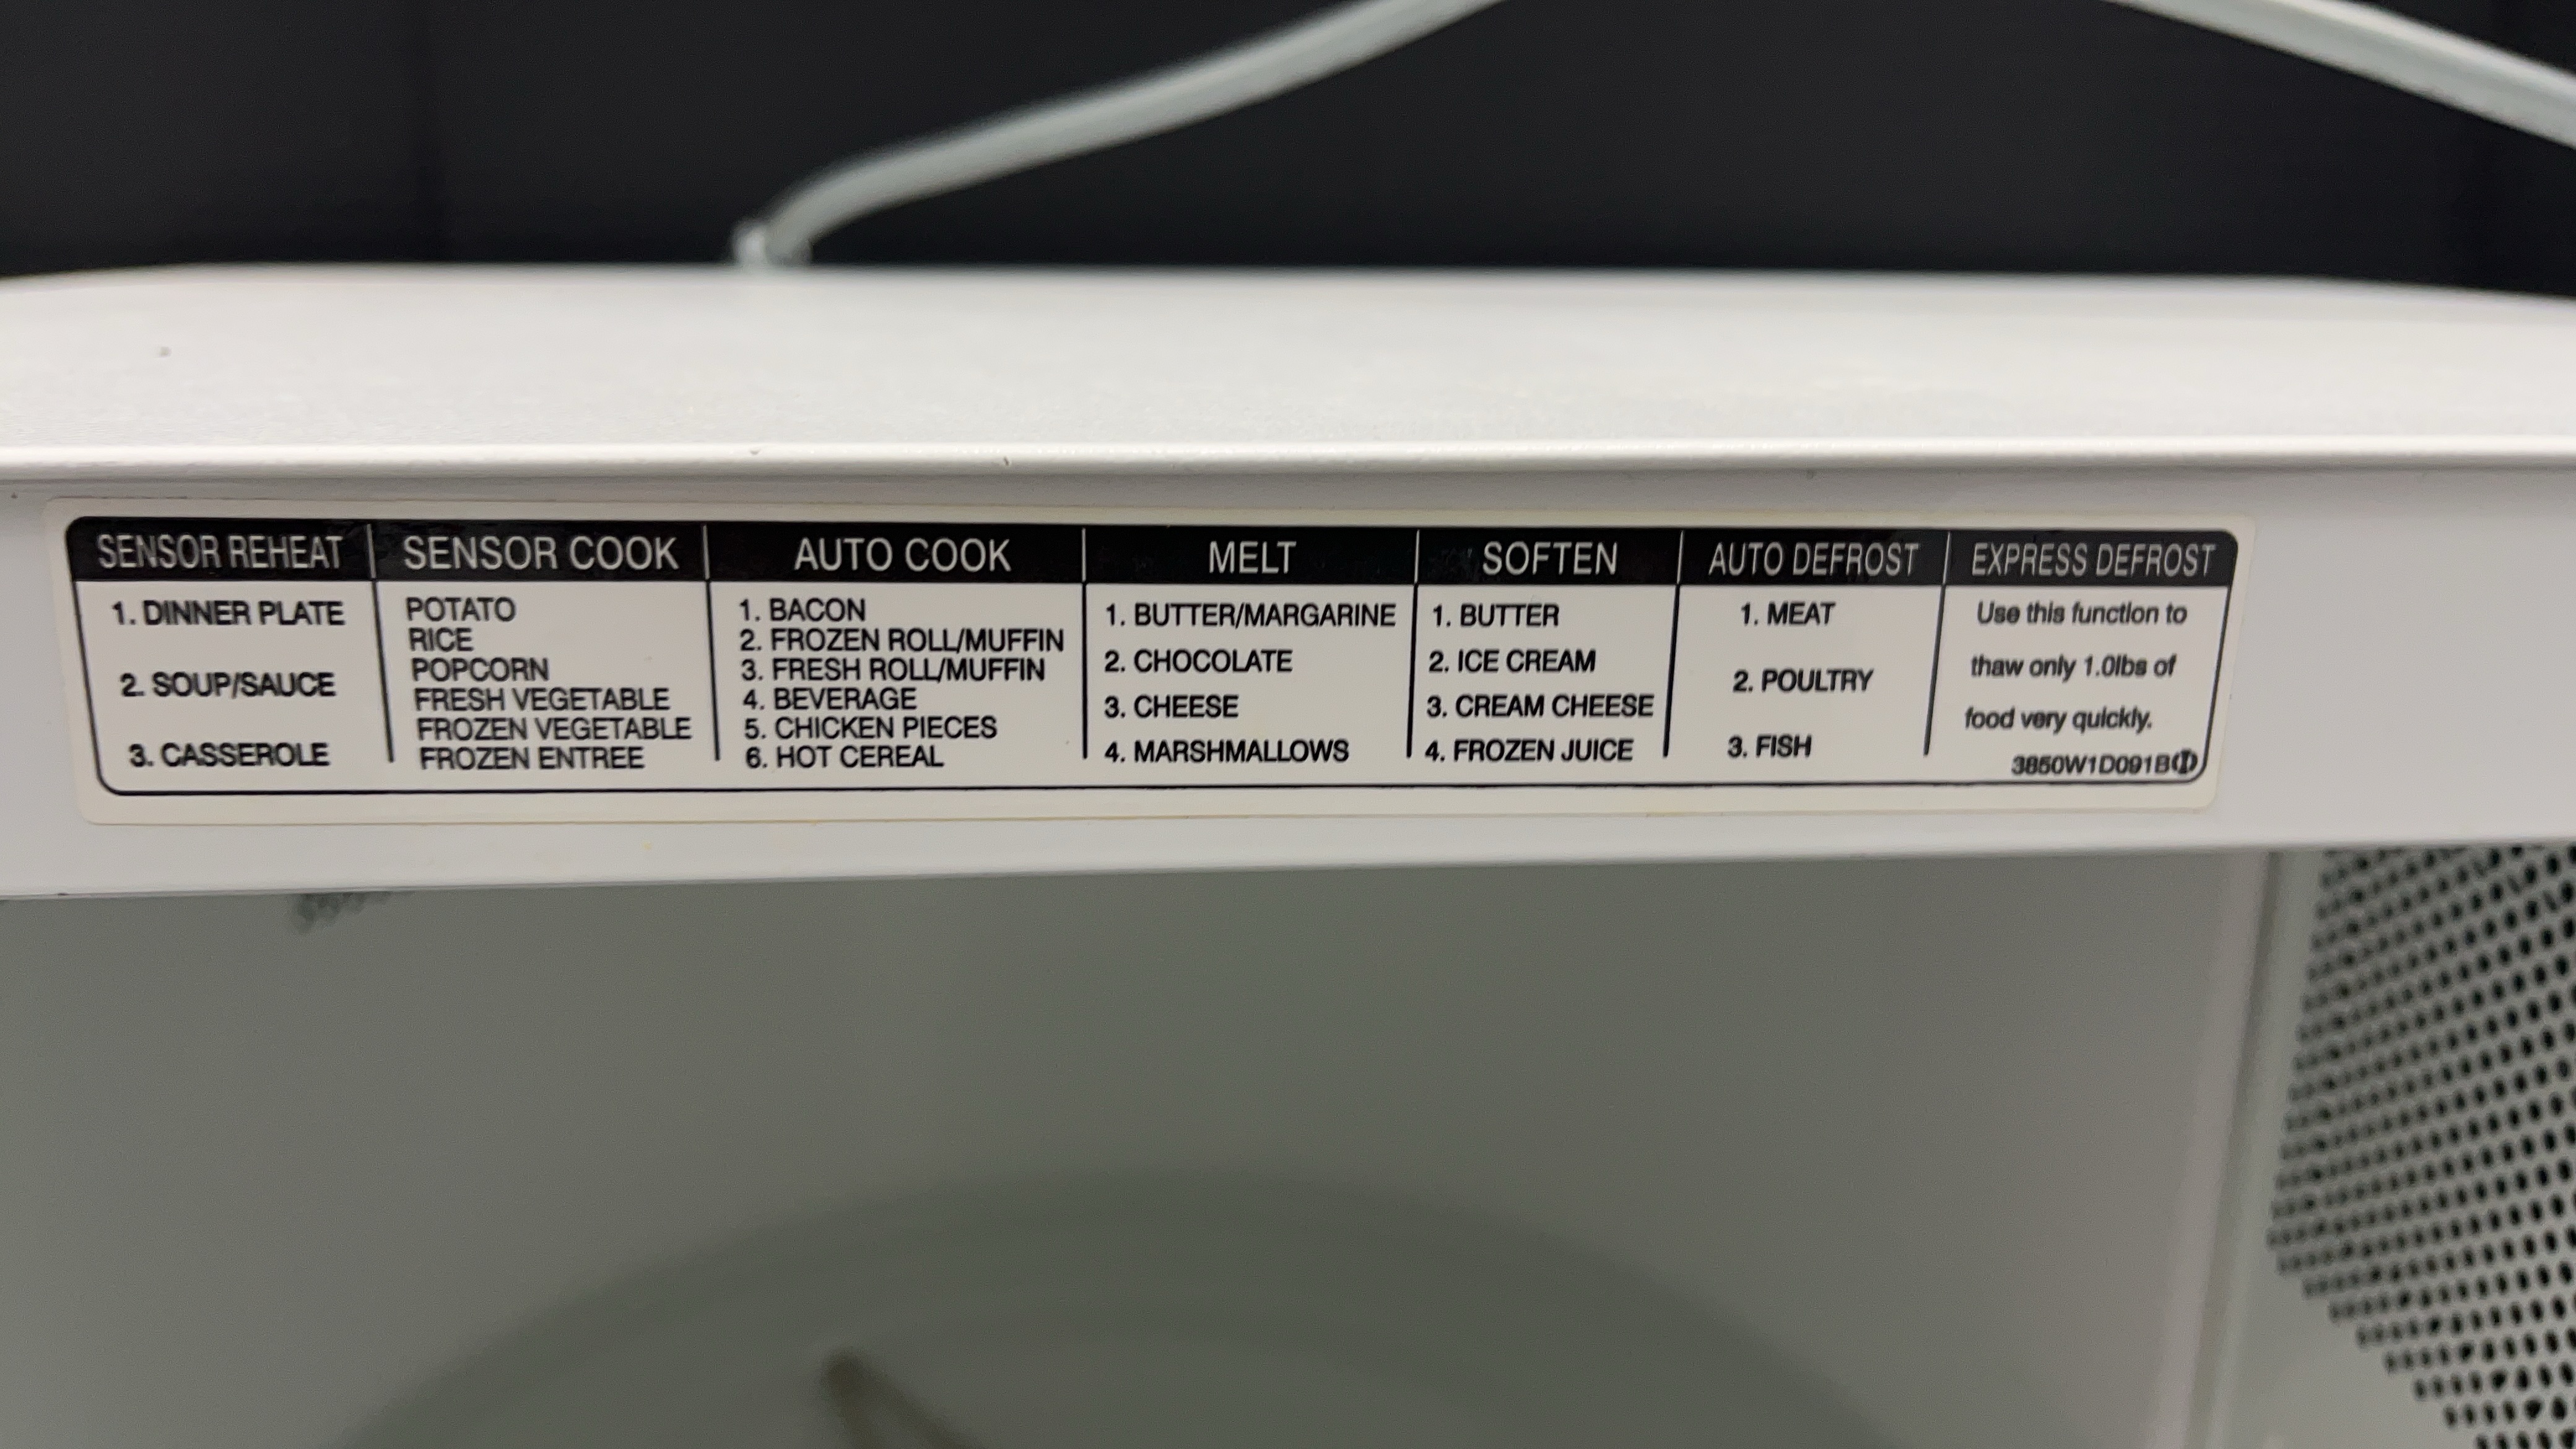 SENSOR REHEAT
1. DINNER PLATE
2. SOUP/SAUCE
3. CASSEROLE
SENSOR COOK
POTATO
RICE
POPCORN
FRESH VEGETABLE
FROZEN VEGETABLE
FROZEN ENTREE
AUTO COOK
1. BACON
2. FROZEN ROLL/MUFFIN
3. FRESH ROLL/MUFFIN
4. BEVERAGE
5. CHICKEN PIECES
6. HOT CEREAL
MELT
1. BUTTER/MARGARINE
2. CHOCOLATE
3. CHEESE
4. MARSHMALLOWS
SOFTEN
1. BUTTER
2. ICE CREAM
3. CREAM CHEESE
4. FROZEN JUICE
AUTO DEFROST
1. MEAT
2. POULTRY
3. FISH
EXPRESS DEFROST
Use this function to
thaw only 1.0lbs of
food very quickly.
3850W1D091B